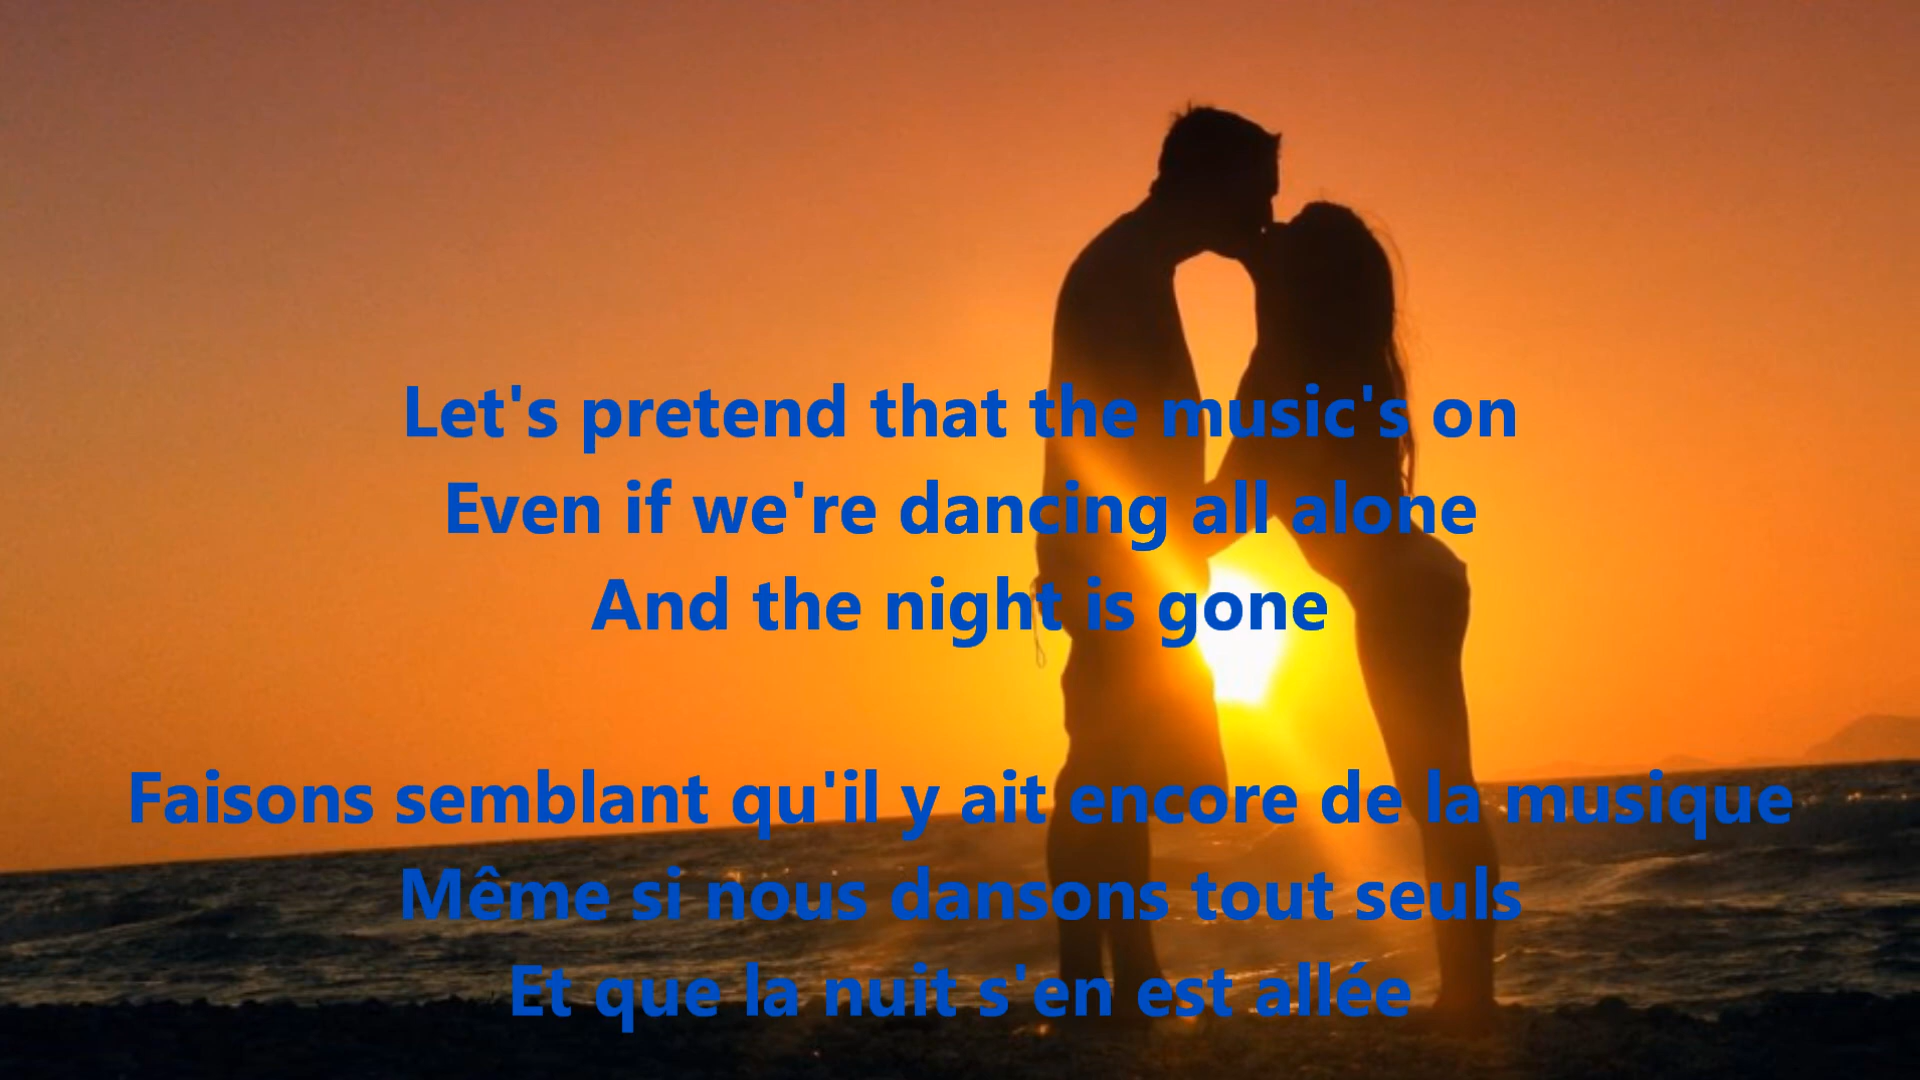 Let's pretend that the music's on
Even if we're dancing all alone
And the night is gone
Faisons semblant qu'il y ait encore de la musique
Même si nous dansons tout seuls
Et que la nuit s'en est allée